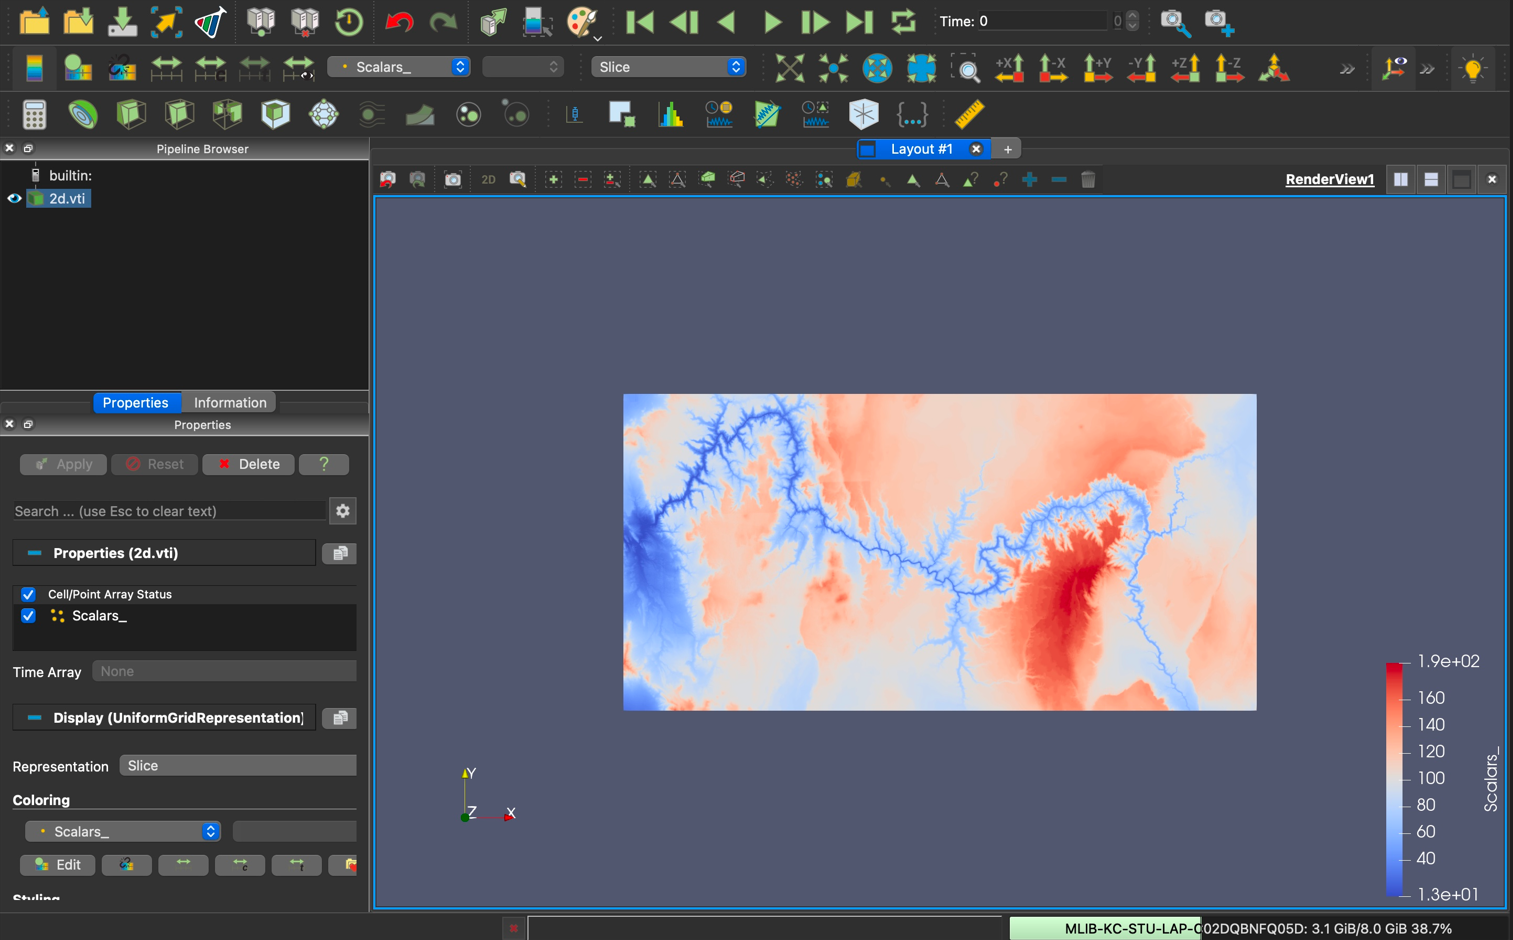 Time: 0
0
Scalars_
Slice
+X
-X
+Y
-Y
+Z
-Z
Pipeline Browser
Layout #1
+
builtin:
2d.vti
2D
RenderView1
Properties
Information
Properties
Apply
Reset
Delete
?
Search ... (use Esc to clear text)
Properties (2d.vti)
Cell/Point Array Status
Scalars_
Time Array
None
Display (UniformGridRepresentation)
Representation
Slice
Coloring
Scalars_
Edit
c
t
Styling
Y
Z
X
1.9e+02
160
140
120
100
80
60
40
1.3e+01
Scalars_
MLIB-KC-STU-LAP-C02DQBNFQ05D: 3.1 GiB/8.0 GiB 38.7%